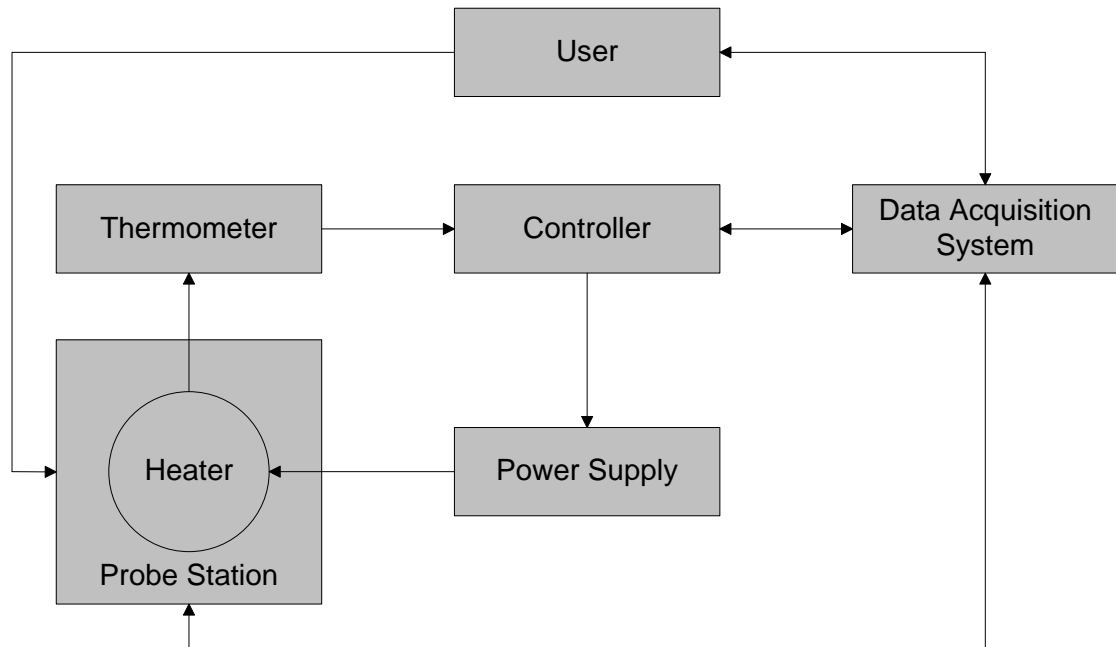 User
Thermometer
Controller
Data Acquisition
System
Heater
Power Supply
Probe Station